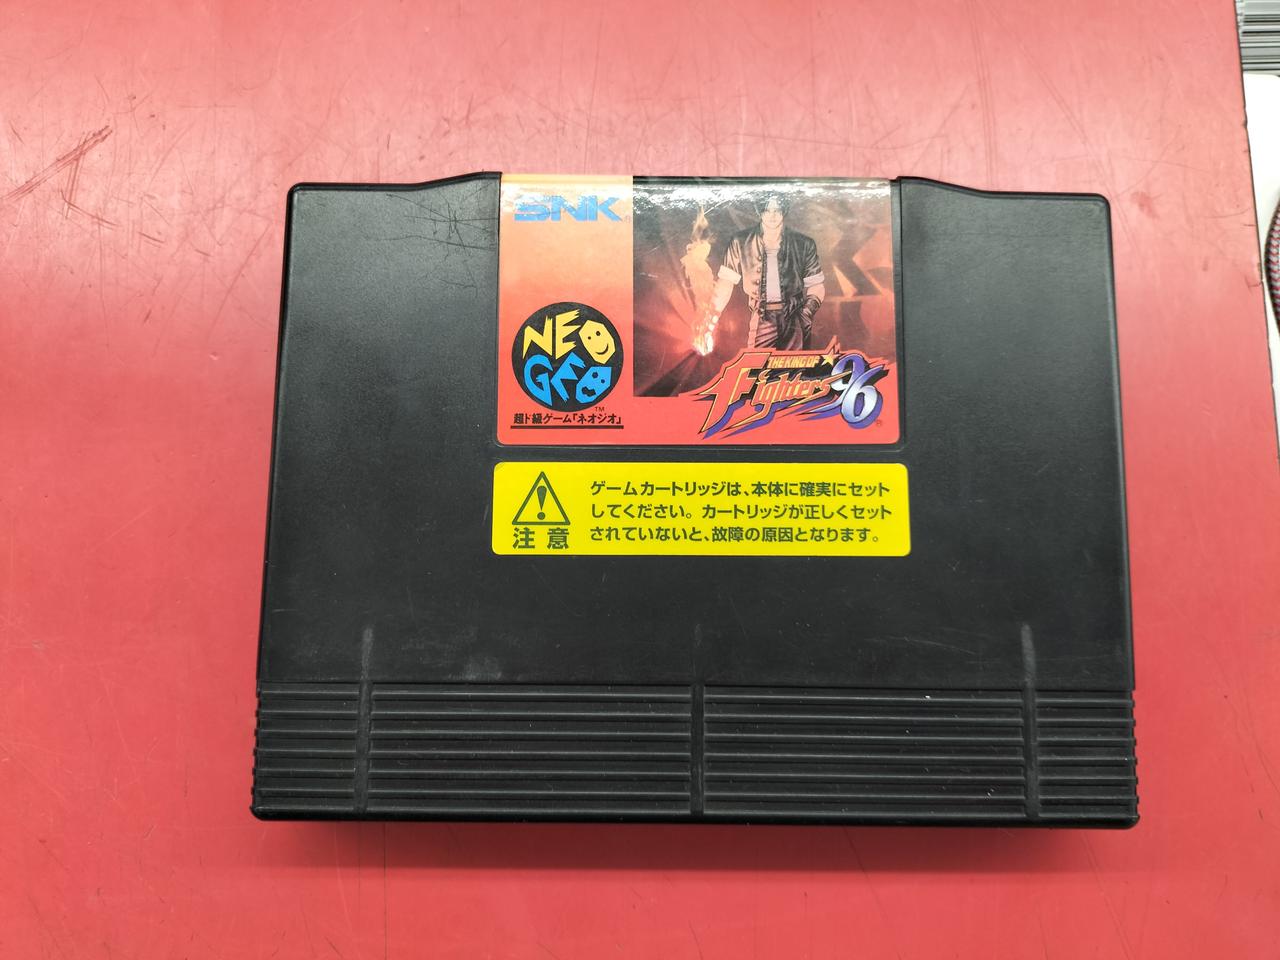 SNK
NEO
GEO
TM
超ド級ゲーム「ネオジオ」
THE KING OF
Fighters 96
®
注意
ゲームカートリッジは、本体に確実にセット
してください。カートリッジが正しくセット
されていないと、故障の原因となります。